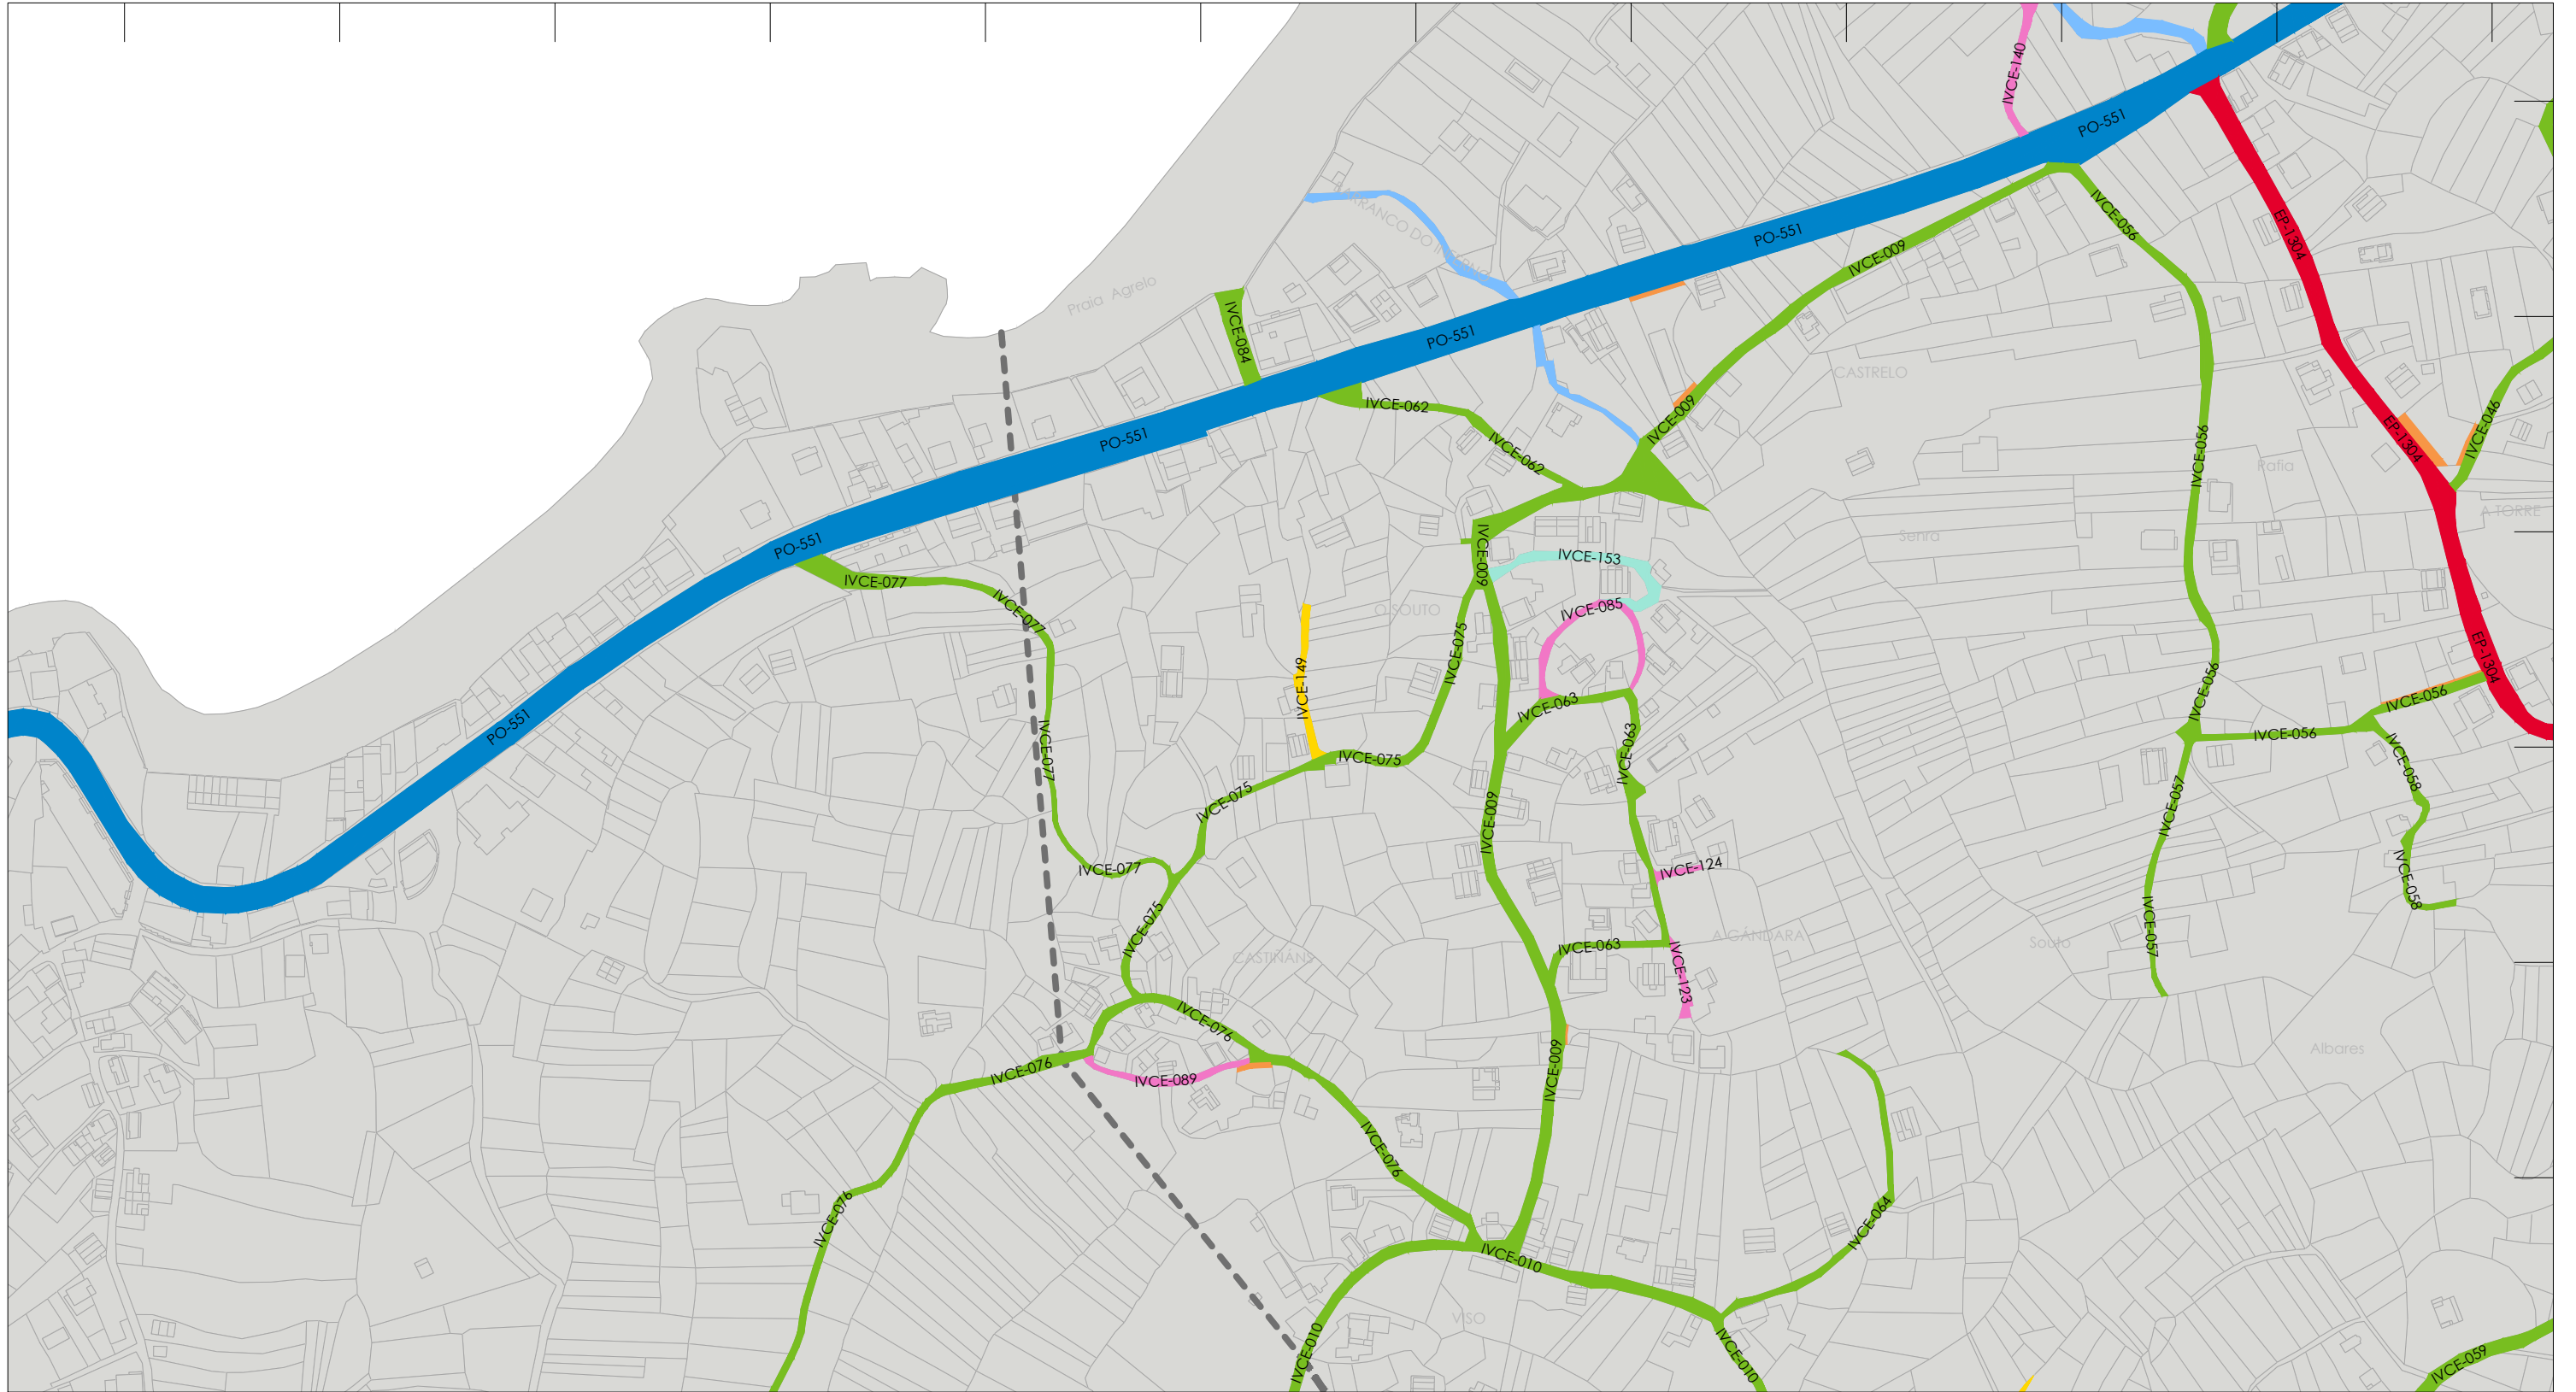 IVCE-140
PO-551
IVCE-056
EP-1304
PO-551
IVCE-009
Praia Agrelo
IVCE-084
PO-551
CASTRELO
IVCE-062
IVCE-009
IVCE-046
EP-1304
PO-551
IVCE-062
IVCE-056
Rafia
A TORRE
Senra
PO-551
IVCE-009
IVCE-153
IVCE-077
IVCE-077
O SOUTO
IVCE-085
IVCE-075
EP-1304
IVCE-149
IVCE-056
IVCE-056
IVCE-063
PO-551
IVCE-056
IVCE-077
IVCE-063
IVCE-075
IVCE-058
IVCE-075
IVCE-057
IVCE-009
IVCE-077
IVCE-124
IVCE-058
IVCE-075
IVCE-057
A GÁNDARA
IVCE-063
Souto
CASTIÑÁNS
IVCE-123
IVCE-076
Albares
IVCE-076
IVCE-089
IVCE-009
IVCE-076
IVCE-076
IVCE-064
IVCE-010
VISO
IVCE-010
IVCE-010
IVCE-059